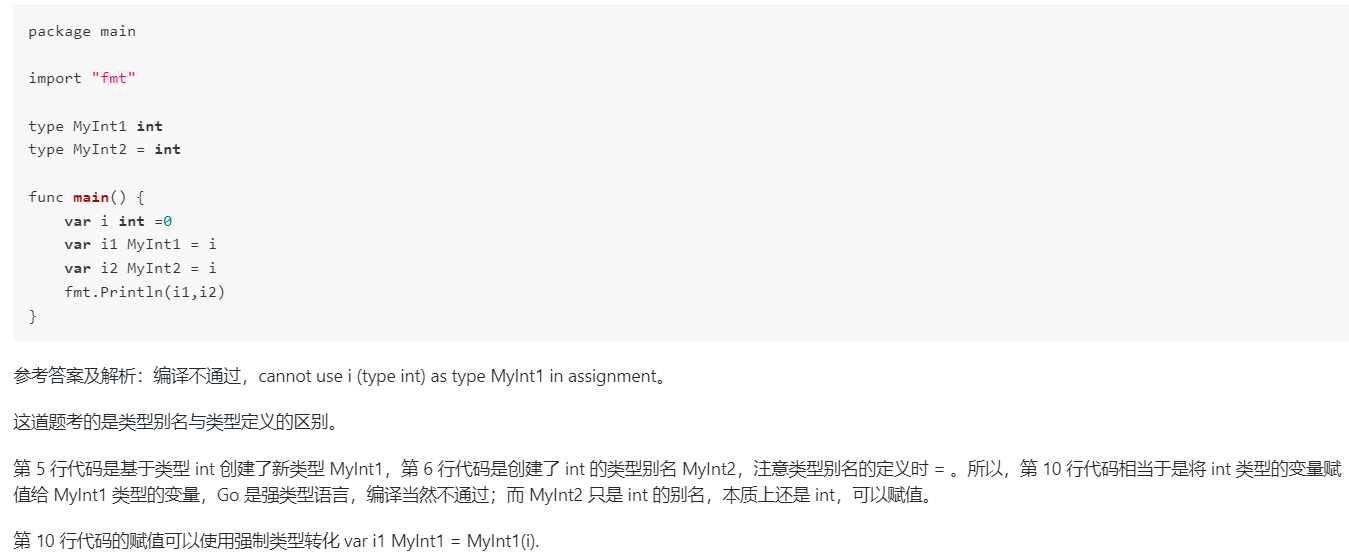 package main
import "fmt"
type MyInt1 int
type MyInt2 = int
func main() {
    var i int =0
    var i1 MyInt1 = i
    var i2 MyInt2 = i
    fmt.Println(i1,i2)
}
参考答案及解析：编译不通过，cannot use i (type int) as type MyInt1 in assignment。
这道题考的是类型别名与类型定义的区别。
第 5 行代码是基于类型 int 创建了新类型 MyInt1，第 6 行代码是创建了 int 的类型别名 MyInt2，注意类型别名的定义时 = 。所以，第 10 行代码相当于是将 int 类型的变量赋
值给 MyInt1 类型的变量，Go 是强类型语言，编译当然不通过；而 MyInt2 只是 int 的别名，本质上还是 int，可以赋值。
第 10 行代码的赋值可以使用强制类型转化 var i1 MyInt1 = MyInt1(i).